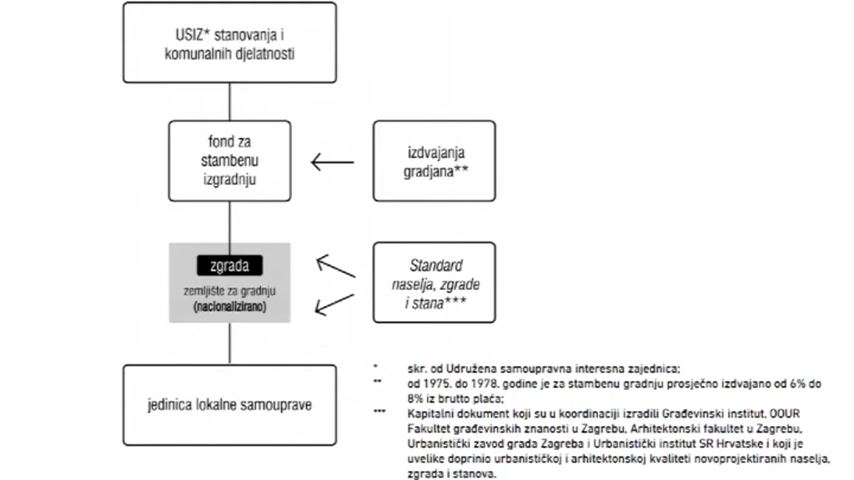 USIZ* stanovanja i
komunalnih djelatnosti
fond za
stambenu
izgradnju
izdvajanja
gradjana**
zgrada
zemljište za gradnju
(nacionalizirano)
Standard
naselja, zgrade
i stana***
jedinica lokalne samouprave
* skr. od Udružena samoupravna interesna zajednica;
** od 1975. do 1978. godine je za stambenu gradnju prosječno izdvajano od 6% do
8% iz brutto plaća;
*** Kapitalni dokument koji su u koordinaciji izradili Građevinski institut, OOUR
Fakultet građevinskih znanosti u Zagrebu, Arhitektonski fakultet u Zagrebu,
Urbanistički zavod grada Zagreba i Urbanistički institut SR Hrvatske i koji je
uvelike doprinio urbanističkoj i arhitektonskoj kvaliteti novoprojektiranih naselja,
zgrada i stanova.